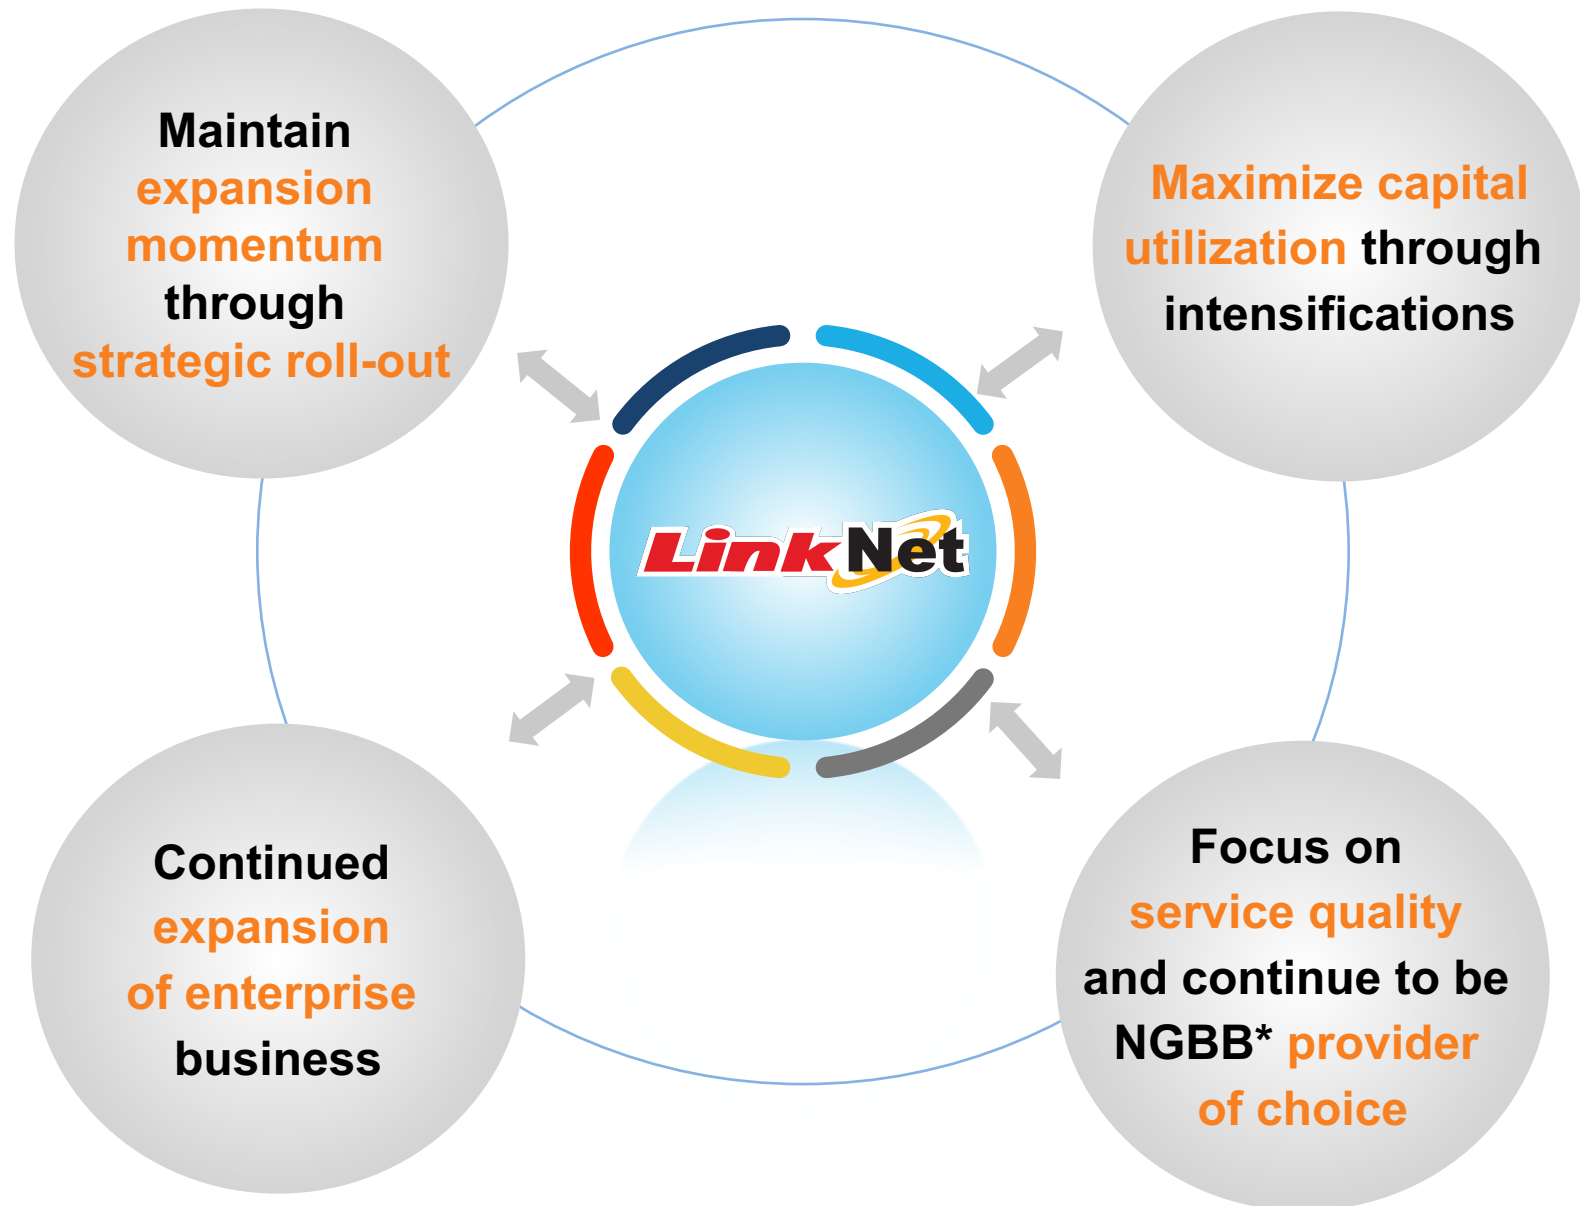 Maintain
expansion
momentum
through
strategic roll-out
Maximize capital
utilization through
intensifications
LinkNet
Continued
expansion
of enterprise
business
Focus on
service quality
and continue to be
NGBB* provider
of choice